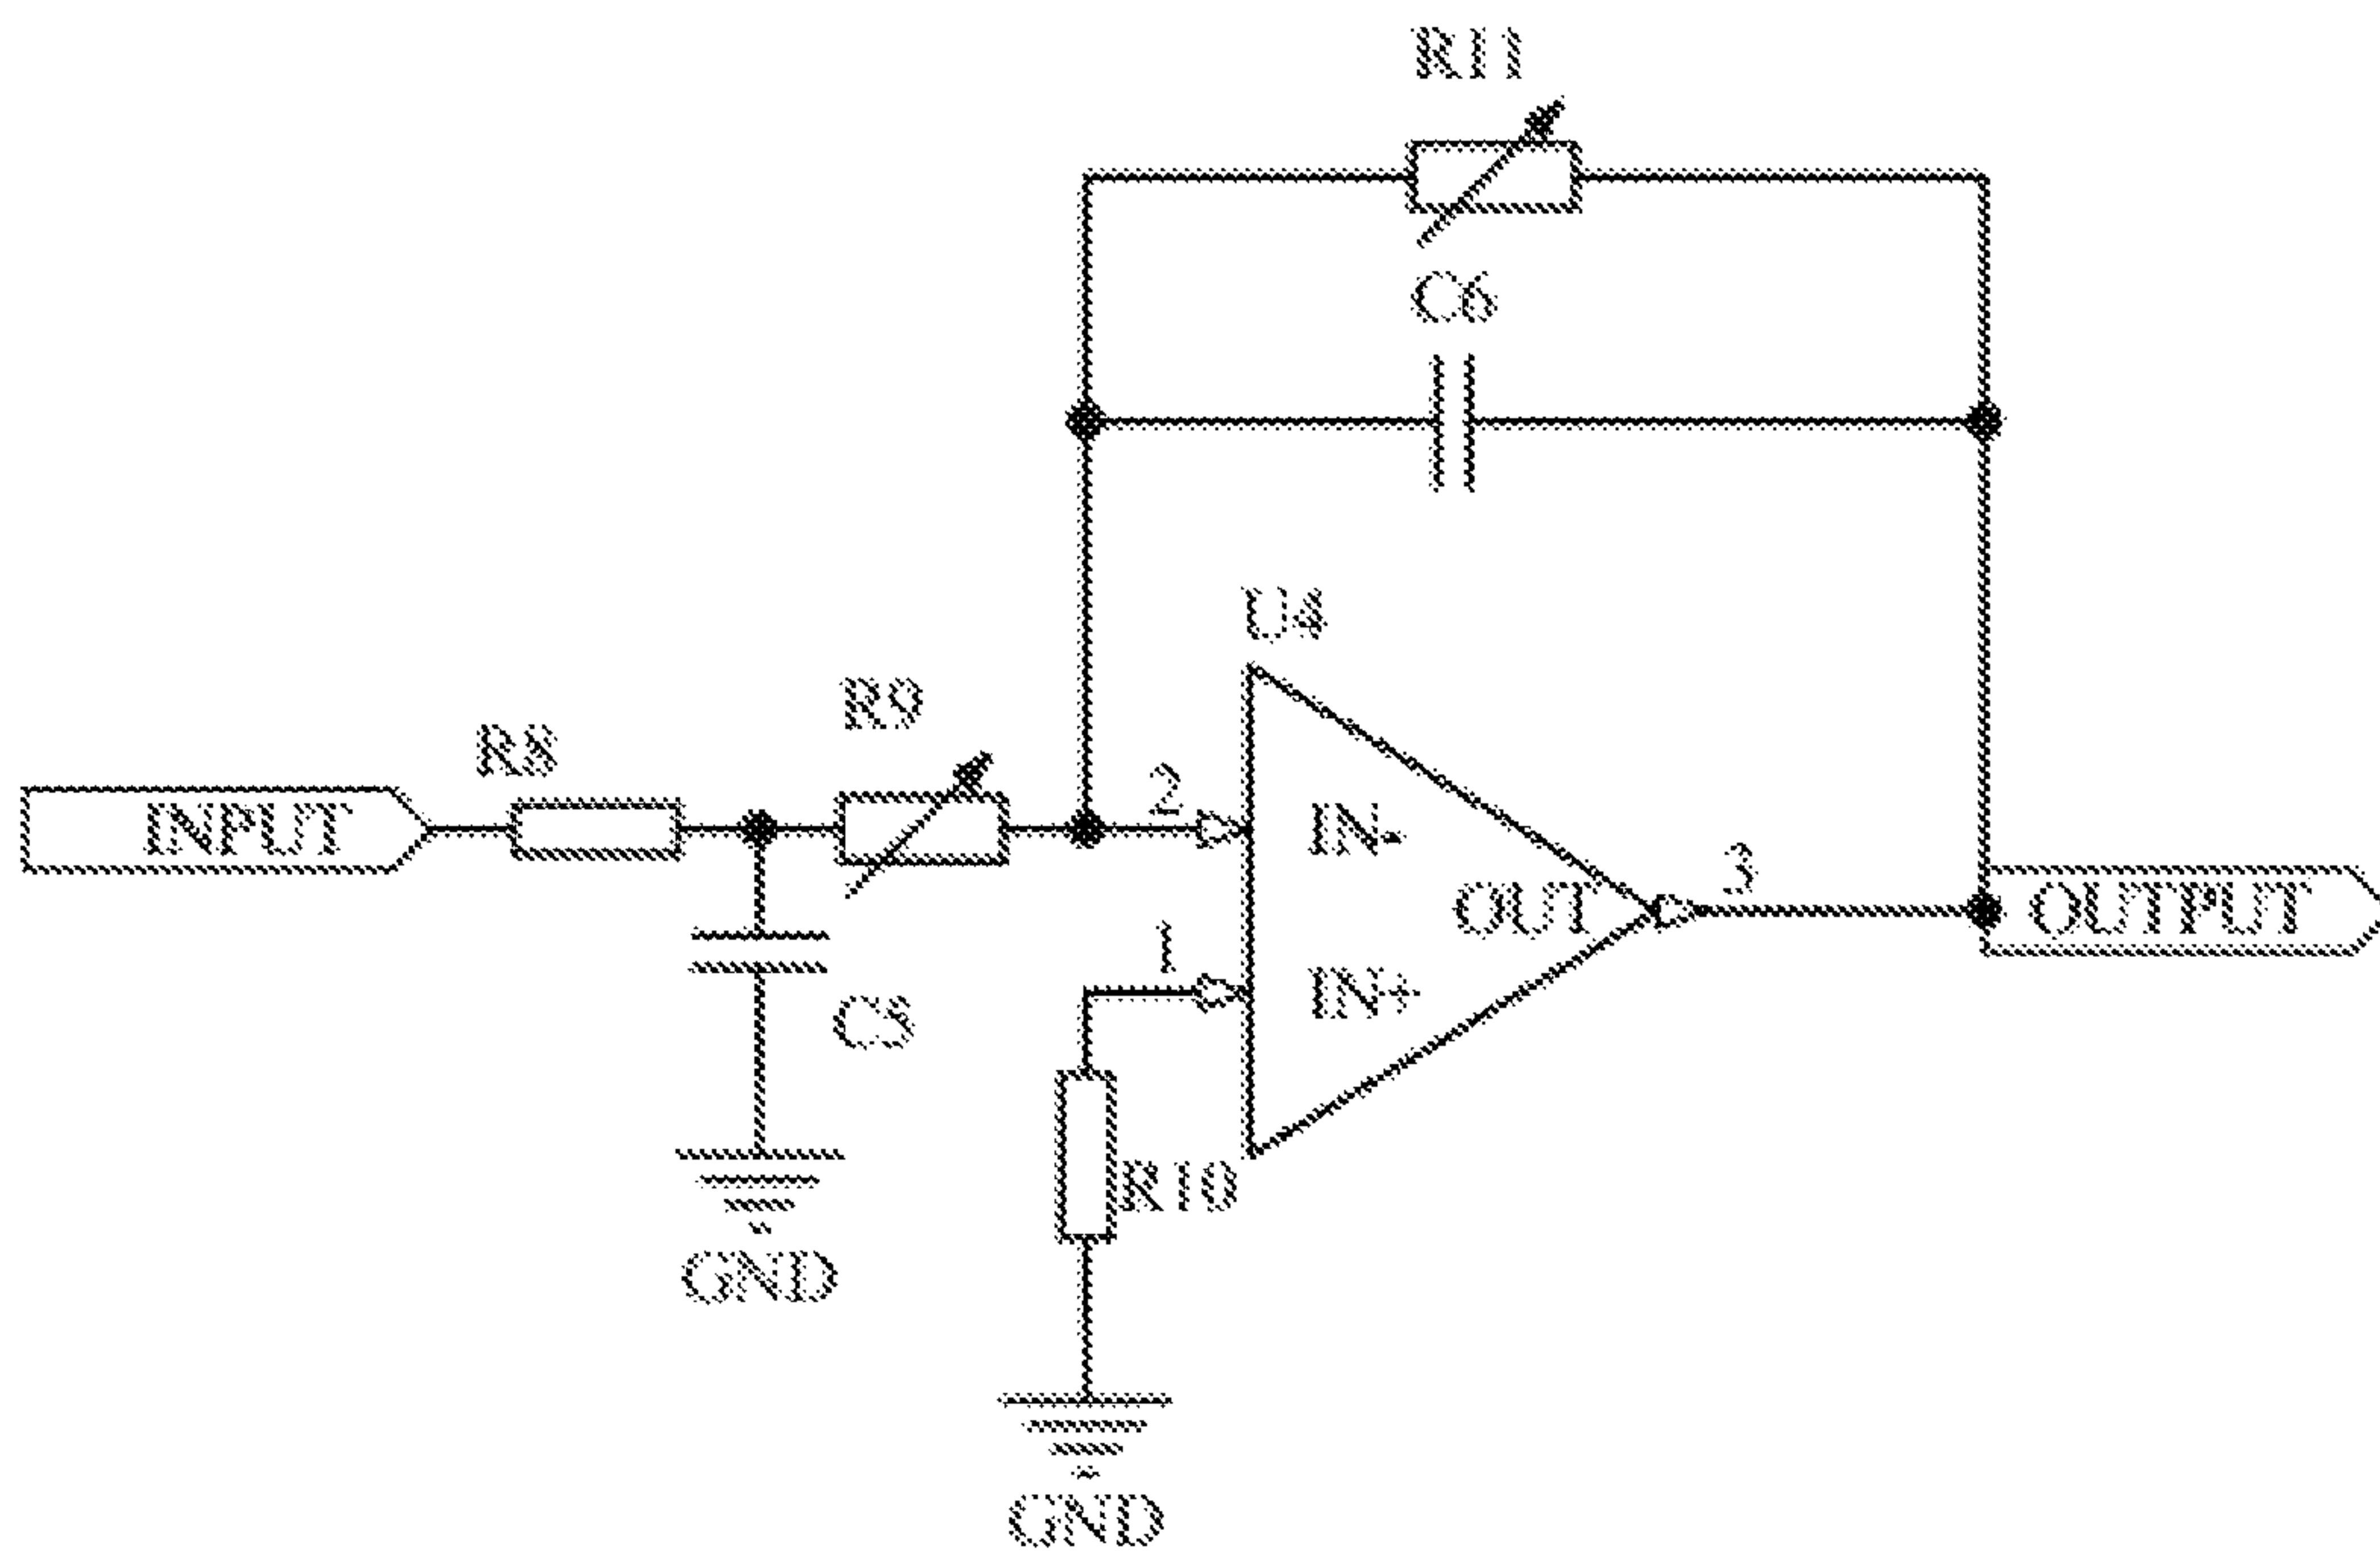 R11
C6
U4
R9
R8
2
INPUT
IN-
3
OUT
OUTPUT
1
IN+
C5
R10
GND
GND